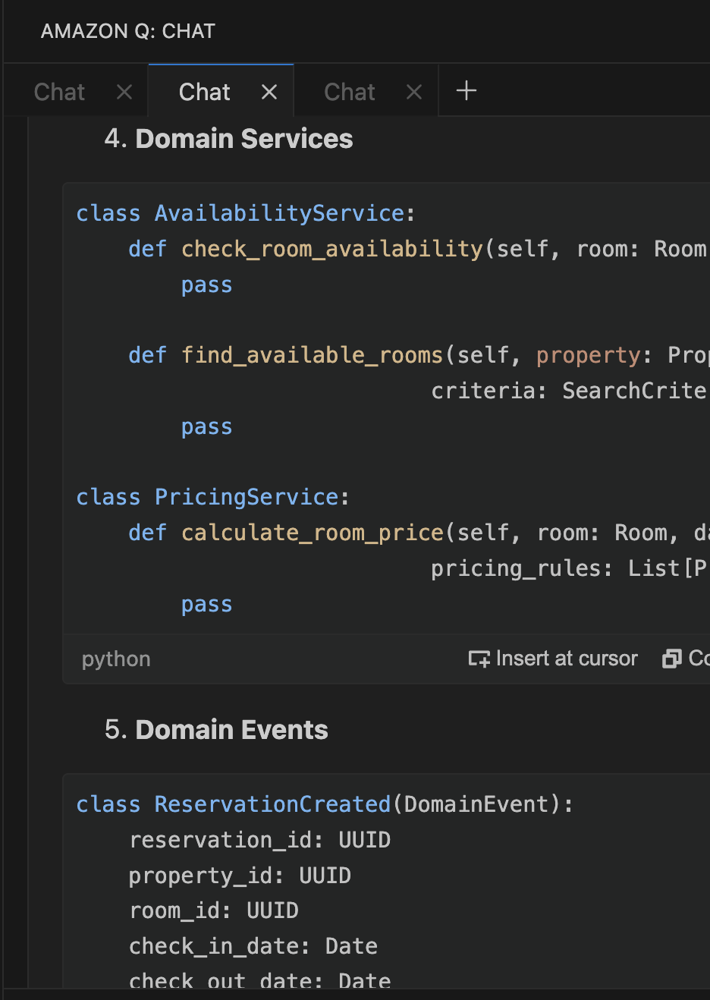 AMAZON Q: CHAT
Chat Chat Chat
4. Domain Services
class AvailabilityService:
    def check_room_availability(self, room: Room
        pass

    def find_available_rooms(self, property: Prop
                           criteria: SearchCrite
        pass

class PricingService:
    def calculate_room_price(self, room: Room, da
                           pricing_rules: List[P
        pass
python Insert at cursor Co
5. Domain Events
class ReservationCreated(DomainEvent):
    reservation_id: UUID
    property_id: UUID
    room_id: UUID
    check_in_date: Date
    check_out_date: Date